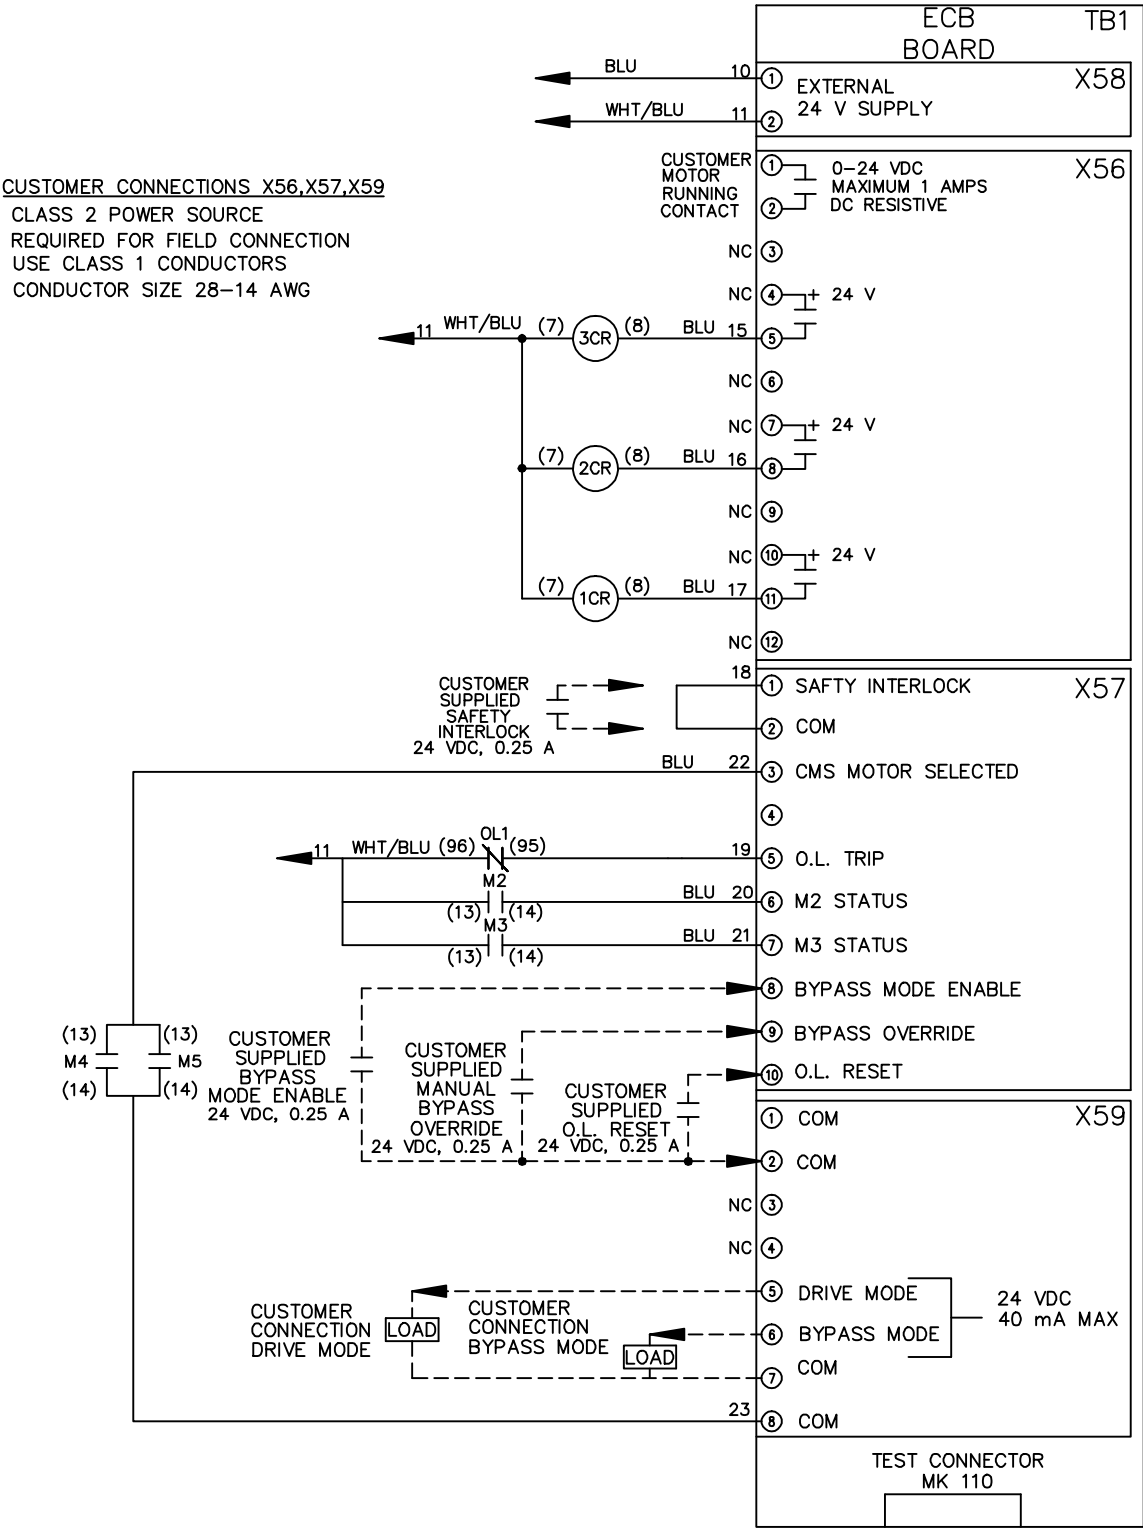 ECB
BOARD
TB1
BLU 10 1 EXTERNAL X58
WHT/BLU 11 2 24 V SUPPLY
CUSTOMER CONNECTIONS X56,X57,X59
CLASS 2 POWER SOURCE
REQUIRED FOR FIELD CONNECTION
USE CLASS 1 CONDUCTORS
CONDUCTOR SIZE 28-14 AWG
CUSTOMER
MOTOR
RUNNING
CONTACT
1
2
0-24 VDC
MAXIMUM 1 AMPS
DC RESISTIVE
X56
NC 3
NC 4 + 24 V
11 WHT/BLU (7) 3CR (8) BLU 15 5
NC 6
NC 7 + 24 V
(7) 2CR (8) BLU 16 8
NC 9
NC 10 + 24 V
(7) 1CR (8) BLU 17 11
NC 12
CUSTOMER
SUPPLIED
SAFETY
INTERLOCK
24 VDC, 0.25 A
18 1 SAFTY INTERLOCK X57
2 COM
BLU 22 3 CMS MOTOR SELECTED
4
11 WHT/BLU (96) OL1 (95) 19 5 O.L. TRIP
M2
(13) (14) BLU 20 6 M2 STATUS
M3
(13) (14) BLU 21 7 M3 STATUS
8 BYPASS MODE ENABLE
9 BYPASS OVERRIDE
10 O.L. RESET
(13) (13)
M4 M5
(14) (14)
CUSTOMER
SUPPLIED
BYPASS
MODE ENABLE
24 VDC, 0.25 A
CUSTOMER
SUPPLIED
MANUAL
BYPASS
OVERRIDE
24 VDC, 0.25 A
CUSTOMER
SUPPLIED
O.L. RESET
24 VDC, 0.25 A
1 COM X59
2 COM
NC 3
NC 4
5 DRIVE MODE
6 BYPASS MODE
7 COM
24 VDC
40 mA MAX
CUSTOMER
CONNECTION
DRIVE MODE
LOAD
CUSTOMER
CONNECTION
BYPASS MODE
LOAD
23 8 COM
TEST CONNECTOR
MK 110